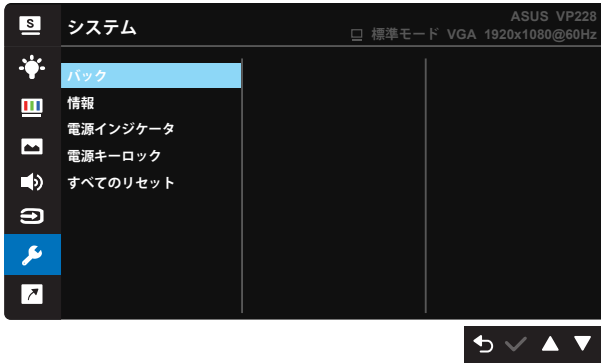 S
システム
ASUS VP228
標準モード VGA 1920x1080@60Hz
バック
情報
電源インジケータ
電源キーロック
すべてのリセット